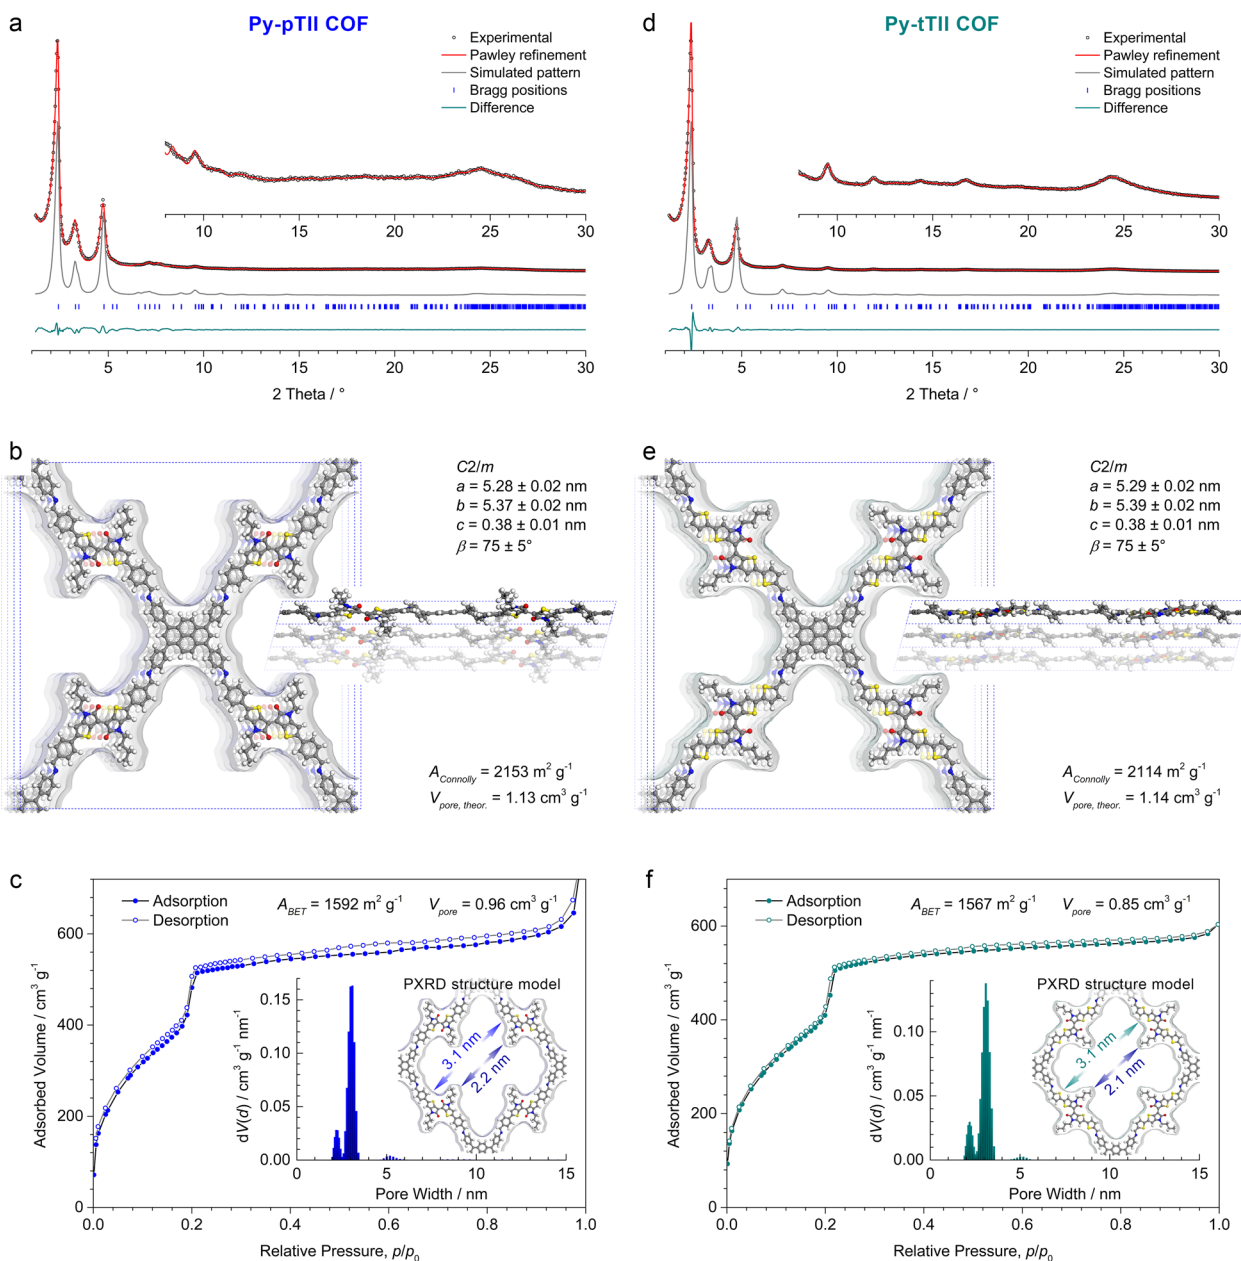 a
Py-pTII COF
Experimental
Pawley refinement
Simulated pattern
Bragg positions
Difference
10 15 20 25 30
5 10 15 20 25 30
2 Theta / °
d
Py-tTII COF
Experimental
Pawley refinement
Simulated pattern
Bragg positions
Difference
10 15 20 25 30
5 10 15 20 25 30
2 Theta / °
b
C2/m
a = 5.28 ± 0.02 nm
b = 5.37 ± 0.02 nm
c = 0.38 ± 0.01 nm
β = 75 ± 5°
A_Connolly = 2153 m² g⁻¹
V_pore, theor. = 1.13 cm³ g⁻¹
e
C2/m
a = 5.29 ± 0.02 nm
b = 5.39 ± 0.02 nm
c = 0.38 ± 0.01 nm
β = 75 ± 5°
A_Connolly = 2114 m² g⁻¹
V_pore, theor. = 1.14 cm³ g⁻¹
c
Adsorption
Desorption
A_BET = 1592 m² g⁻¹ V_pore = 0.96 cm³ g⁻¹
Adsorbed Volume / cm³ g⁻¹
600
400
200
0
0.0 0.2 0.4 0.6 0.8 1.0
Relative Pressure, p/p₀
dV(d) / cm³ g⁻¹ nm⁻¹
0.15
0.10
0.05
0.00
0 5 10 15
Pore Width / nm
PXRD structure model
3.1 nm
2.2 nm
f
Adsorption
Desorption
A_BET = 1567 m² g⁻¹ V_pore = 0.85 cm³ g⁻¹
Adsorbed Volume / cm³ g⁻¹
600
400
200
0
0.0 0.2 0.4 0.6 0.8 1.0
Relative Pressure, p/p₀
dV(d) / cm³ g⁻¹ nm⁻¹
0.10
0.05
0.00
0 5 10 15
Pore Width / nm
PXRD structure model
3.1 nm
2.1 nm